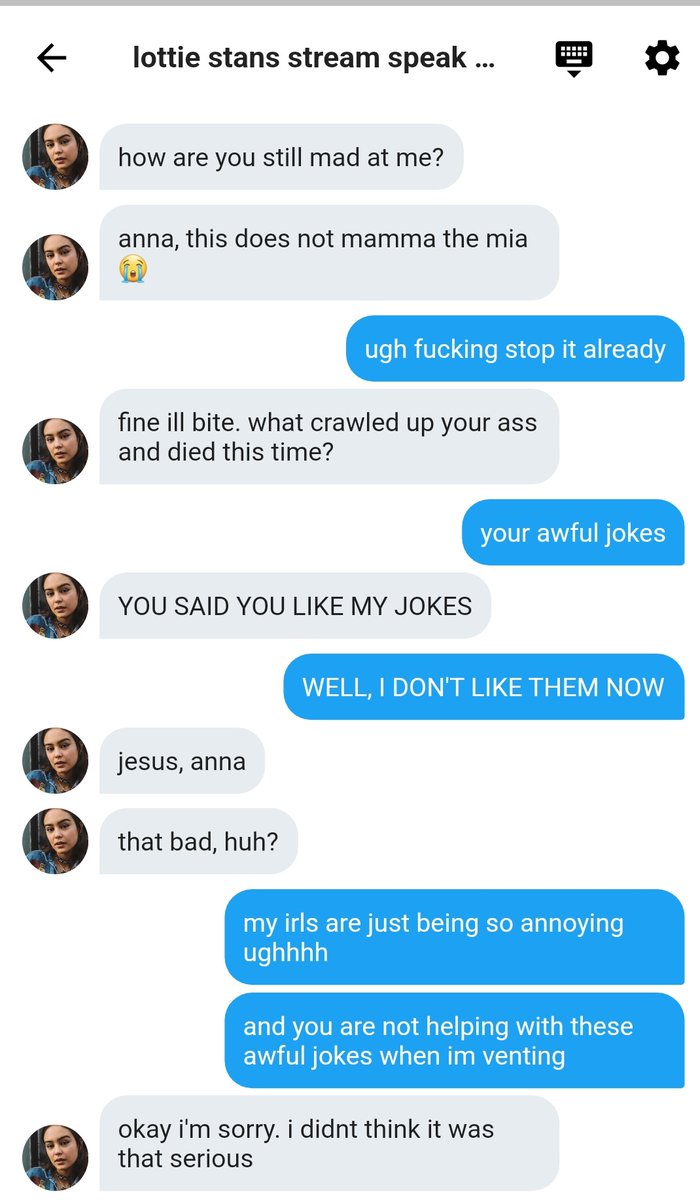 lottie stans stream speak ...
how are you still mad at me?
anna, this does not mamma the mia
😭
ugh fucking stop it already
fine ill bite. what crawled up your ass
and died this time?
your awful jokes
YOU SAID YOU LIKE MY JOKES
WELL, I DON'T LIKE THEM NOW
jesus, anna
that bad, huh?
my irls are just being so annoying
ughhhh
and you are not helping with these
awful jokes when im venting
okay i'm sorry. i didnt think it was
that serious